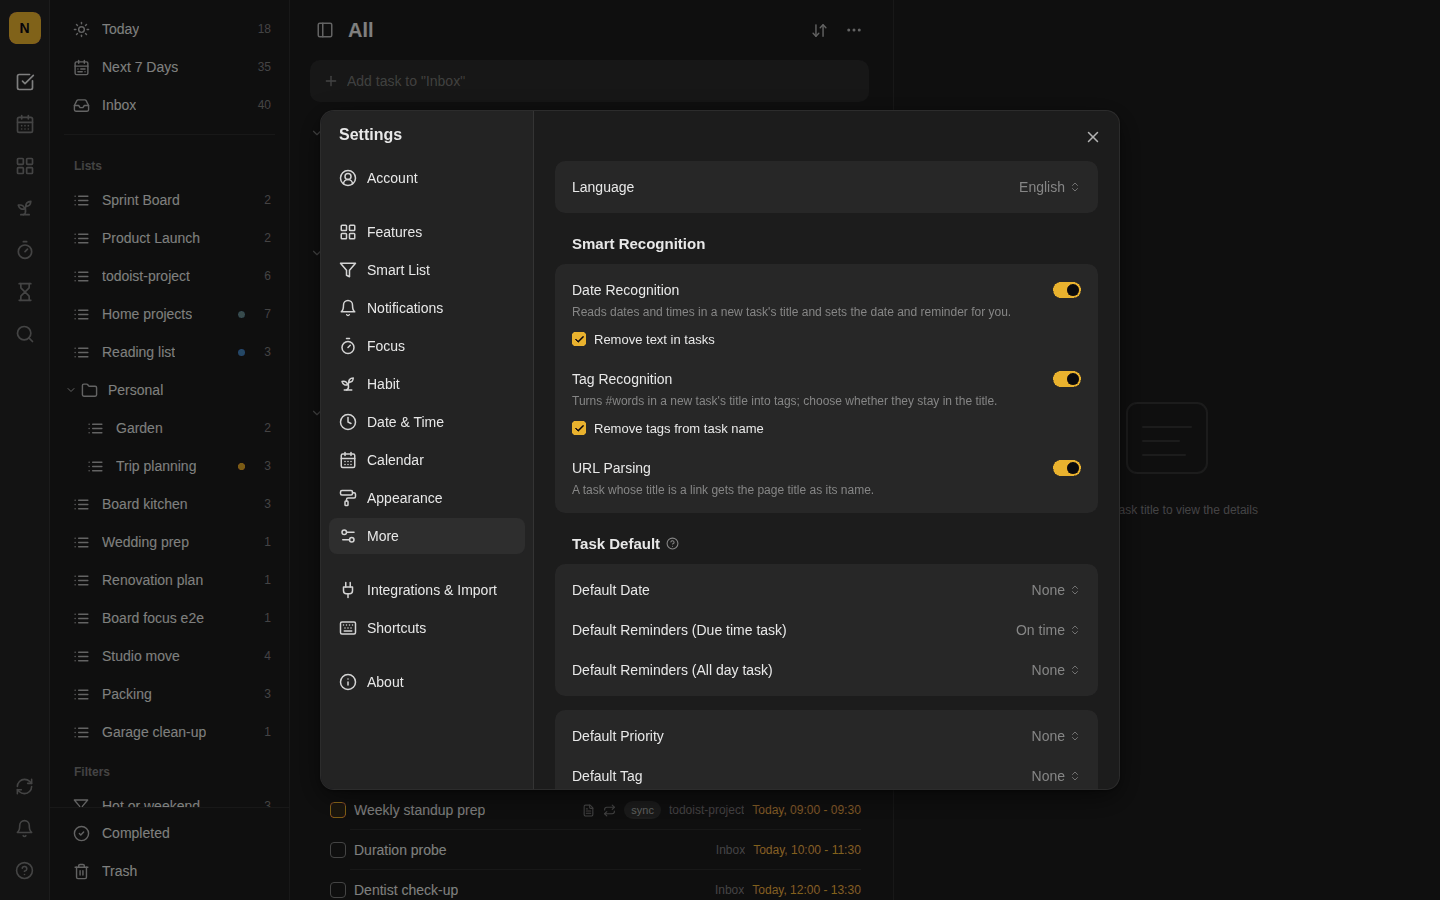 N
Today 18
Next 7 Days 35
Inbox 40
Lists
Sprint Board 2
Product Launch 2
todoist-project 6
Home projects 7
Reading list 3
Personal
Garden 2
Trip planning 3
Board kitchen 3
Wedding prep 1
Renovation plan 1
Board focus e2e 1
Studio move 4
Packing 3
Garage clean-up 1
Filters
Hot or weekend 3
Completed
Trash
All
Add task to "Inbox"
Settings
Account
Features
Smart List
Notifications
Focus
Habit
Date & Time
Calendar
Appearance
More
Integrations & Import
Shortcuts
About
Language English
Smart Recognition
Date Recognition
Reads dates and times in a new task's title and sets the date and reminder for you.
Remove text in tasks
Tag Recognition
Turns #words in a new task's title into tags; choose whether they stay in the title.
Remove tags from task name
URL Parsing
A task whose title is a link gets the page title as its name.
Task Default
Default Date None
Default Reminders (Due time task) On time
Default Reminders (All day task) None
Default Priority None
Default Tag None
Weekly standup prep sync todoist-project Today, 09:00 - 09:30
Duration probe Inbox Today, 10:00 - 11:30
Dentist check-up Inbox Today, 12:00 - 13:30
title to view the details